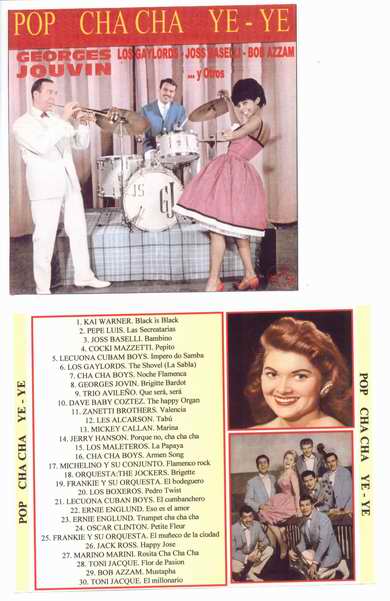 POP CHA CHA YE - YE
GEORGES
JOUVIN
LOS GAYLORDS - JOSS BASELLI - BOB AZZAM
... y Otros
JS
GJ
POP CHA CHA YE - YE
1. KAI WARNER. Black is Black
2. PEPE LUIS. Las Secretarias
3. JOSS BASELLI. Bambino
4. COCKI MAZZETTI. Pepito
5. LECUONA CUBAM BOYS. Impero do Samba
6. LOS GAYLORDS. The Shovel (La Sabla)
7. CHA CHA BOYS. Noche Flamenca
8. GEORGES JOVIN. Brigitte Bardot
9. TRIO AVILEÑO. Que será, será
10. DAVE BABY COZTEZ. The happy Organ
11. ZANETTI BROTHERS. Valencia
12. LES ALCARSON. Tabú
13. MICKEY CALLAN. Marina
14. JERRY HANSON. Porque no, cha cha cha
15. LOS MALETEROS. La Papaya
16. CHA CHA BOYS. Armen Song
17. MICHELINO Y SU CONJUNTO. Flamenco rock
18. ORQUESTA:THE JOCKERS. Brigette
19. FRANKIE Y SU ORQUESTA. El bodeguero
20. LOS BOXEROS. Pedro Twist
21. LECUONA CUBAN BOYS. El cumbanchero
22. ERNIE ENGLUND. Eso es el amor
23. ERNIE ENGLUND. Trumpet cha cha cha
24. OSCAR CLINTON. Petite Fleur
25. FRANKIE Y SU ORQUESTA. El muñeco de la ciudad
26. JACK ROSS. Happy Jose
27. MARINO MARINI. Rosita Cha Cha Cha
28. TONI JACQUE. Flor de Pasion
29. BOB AZZAM. Mustapha
30. TONI JACQUE. El millonario
POP CHA CHA YE - YE